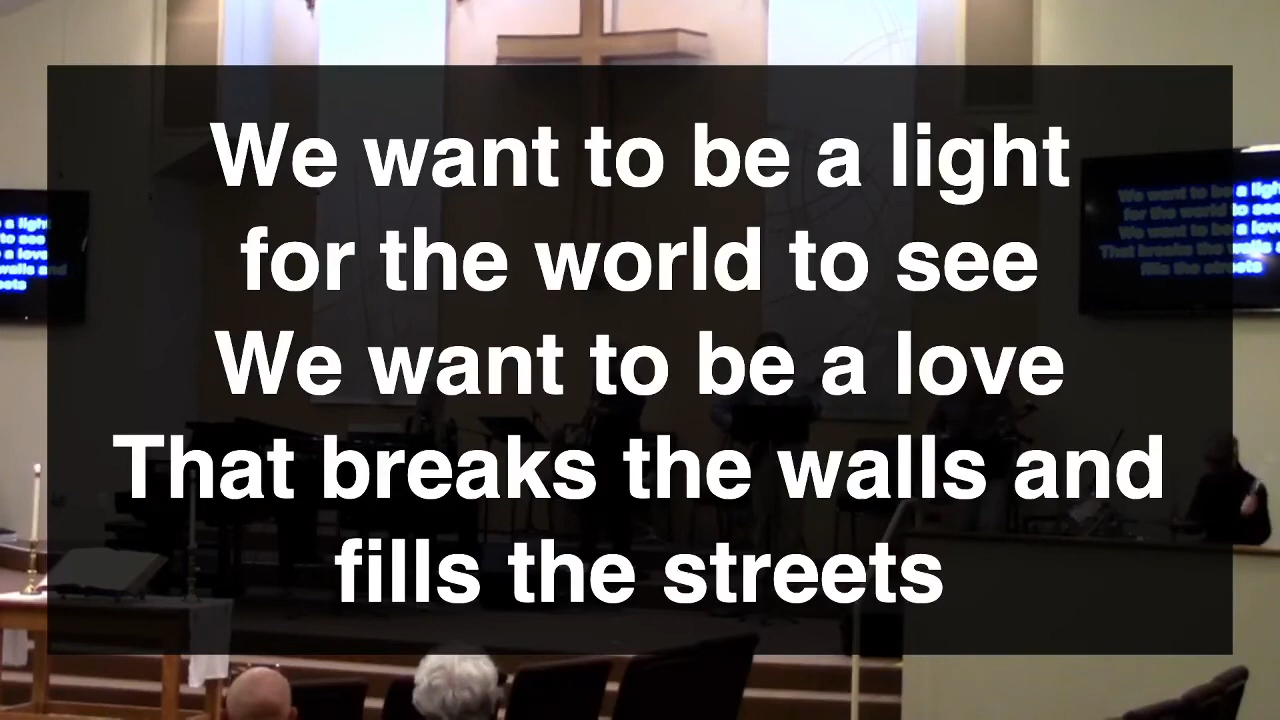 We want to be a light
for the world to see
We want to be a love
That breaks the walls and
fills the streets